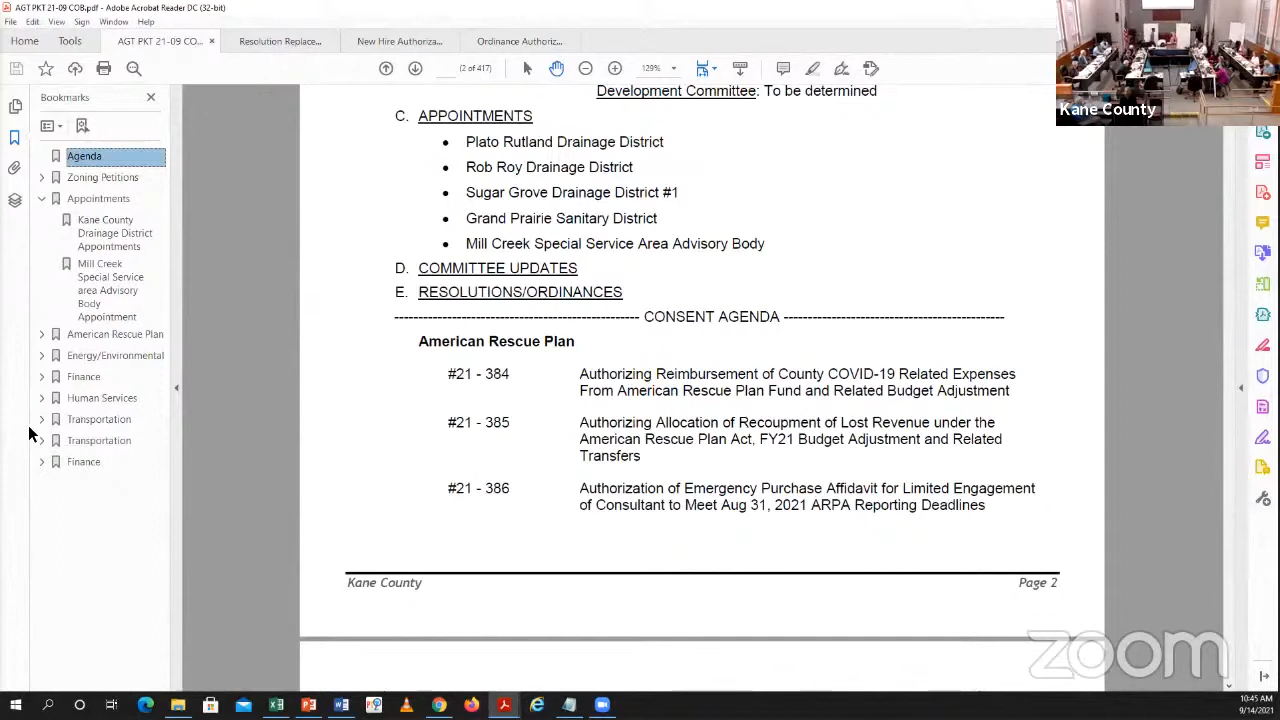 AGT PKT 21-09 COB.pdf - Adobe Acrobat Reader DC (32-bit)
File Edit View Sign Window Help
Home Tools AGT PKT 21-09 CO... × Resolution Replace... New Hire Authoriza... Ordinance Authoriz...
(2 of 417) 129%
Bookmarks
Agenda
Zoning Petitions
Appointments
Kane County
Drainage District
Appointments
Mill Creek
Special Service
area Advisory
Body
Appointment
American Rescue Plan
Energy/Environmental
Finance
Human Services
Transportation
Transportation
Finance
Development Committee: To be determined
C. APPOINTMENTS
• Plato Rutland Drainage District
• Rob Roy Drainage District
• Sugar Grove Drainage District #1
• Grand Prairie Sanitary District
• Mill Creek Special Service Area Advisory Body
D. COMMITTEE UPDATES
E. RESOLUTIONS/ORDINANCES
------------------------------------------------- CONSENT AGENDA ---------------------------------------------
American Rescue Plan
#21 - 384 Authorizing Reimbursement of County COVID-19 Related Expenses
From American Rescue Plan Fund and Related Budget Adjustment
#21 - 385 Authorizing Allocation of Recoupment of Lost Revenue under the
American Rescue Plan Act, FY21 Budget Adjustment and Related
Transfers
#21 - 386 Authorization of Emergency Purchase Affidavit for Limited Engagement
of Consultant to Meet Aug 31, 2021 ARPA Reporting Deadlines
Kane County Page 2
Kane County
zoom
10:45 AM
9/14/2021